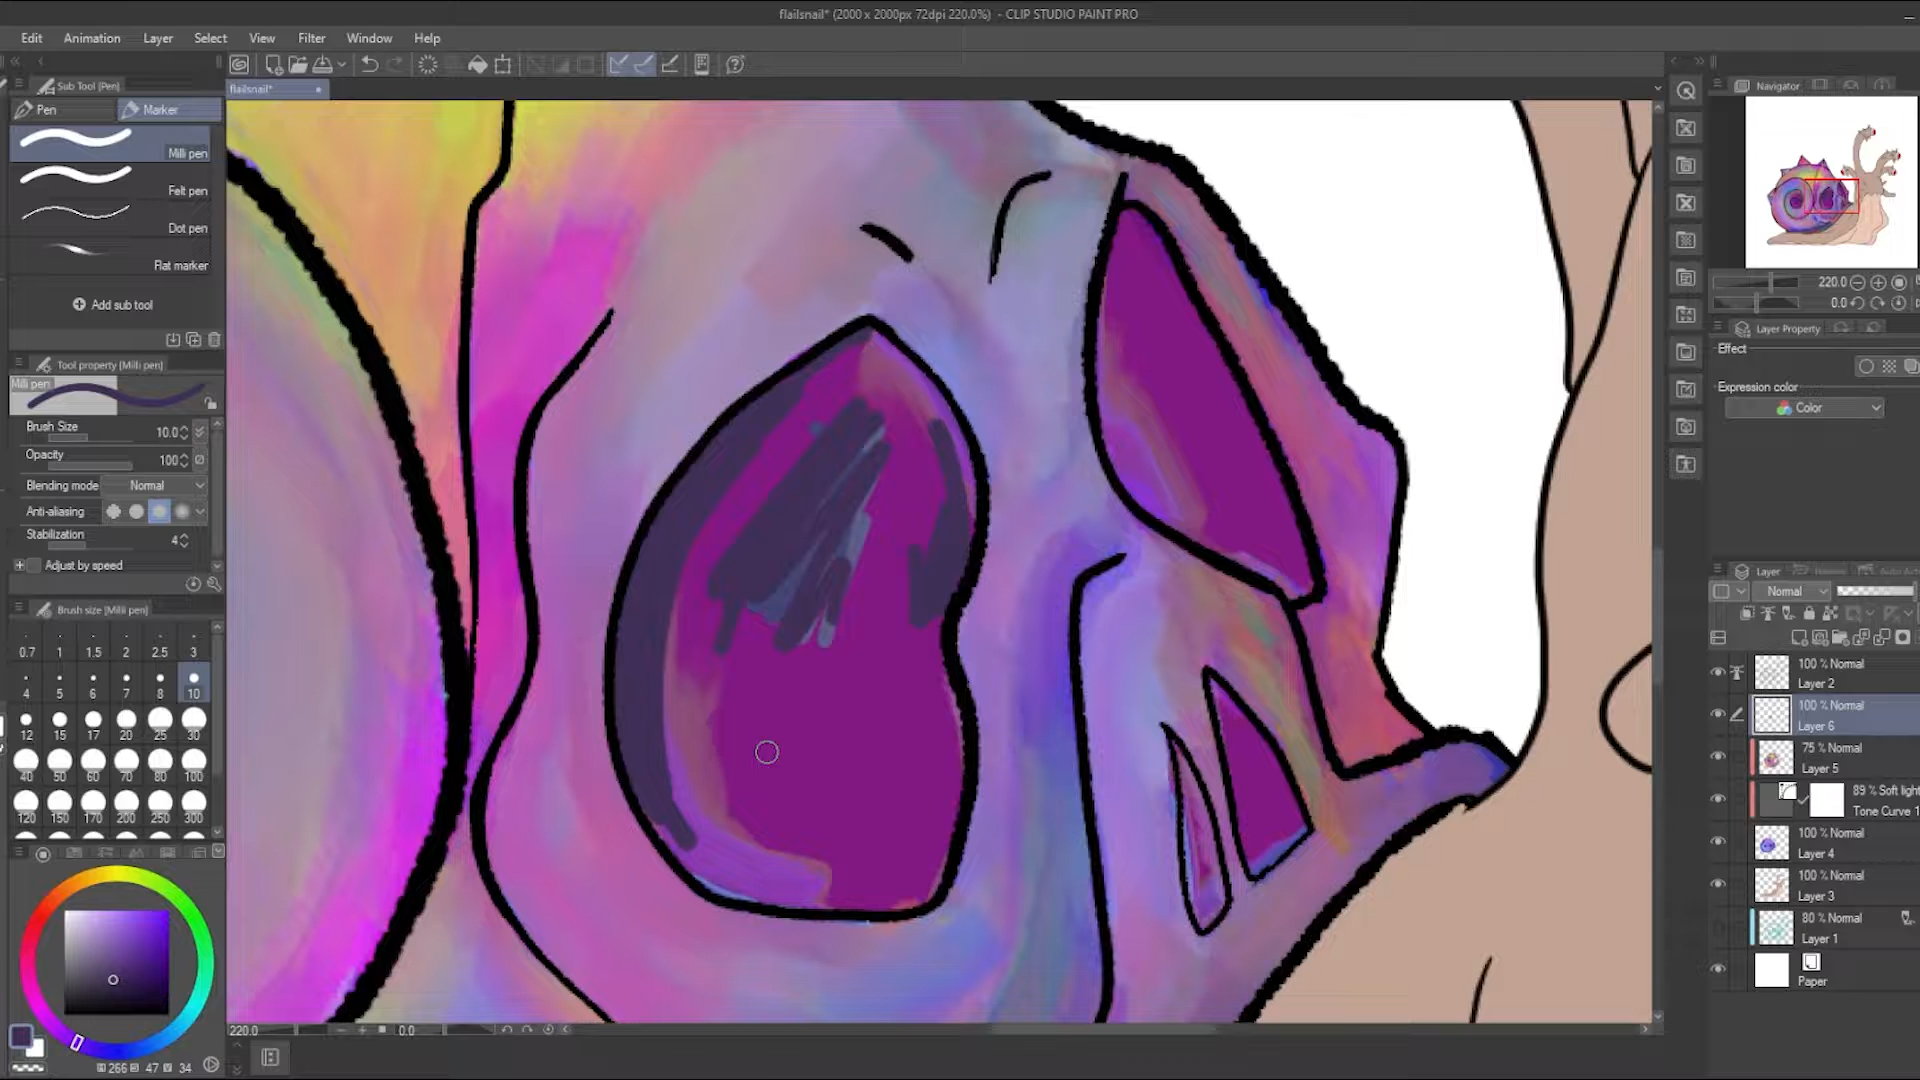 flailsnail* (2000 x 2000px 72dpi 220.0%) - CLIP STUDIO PAINT PRO
Edit Animation Layer Select View Filter Window Help
Sub Tool [Pen]
Pen Marker
Milli pen
Felt pen
Dot pen
Flat marker
Add sub tool
Tool property [Milli pen]
Milli pen
Brush Size 10.0
Opacity 100
Blending mode Normal
Anti-aliasing
Stabilization 4
Adjust by speed
Brush size [Milli pen]
0.7 1 1.5 2 2.5 3
4 5 6 7 8 10
12 15 17 20 25 30
40 50 60 70 80 100
120 150 170 200 250 300
266 47 34
flailsnail*
220.0 0.0
Navigator
220.0
0.0
Layer Property
Effect
Expression color
Color
Layer
Normal
100 % Normal
Layer 2
100 % Normal
Layer 6
75 % Normal
Layer 5
89 % Soft light
Tone Curve 1
100 % Normal
Layer 4
100 % Normal
Layer 3
80 % Normal
Layer 1
Paper